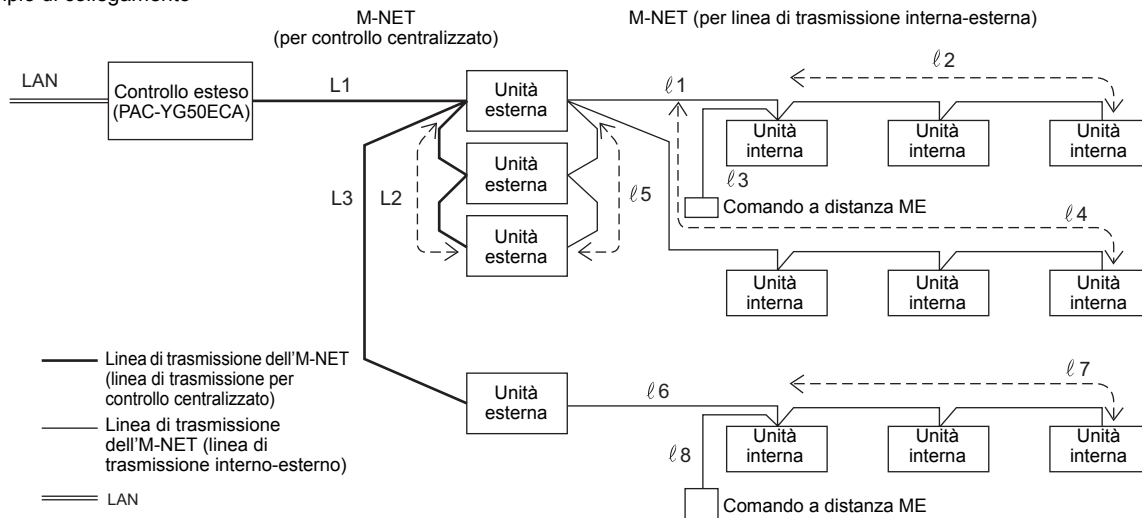 M-NET
(per controllo centralizzato)
M-NET (per linea di trasmissione interna-esterna)
LAN
Controllo esteso
(PAC-YG50ECA)
L1
Unità
esterna
ℓ1
ℓ2
Unità
interna
Unità
interna
Unità
interna
L3
L2
Unità
esterna
ℓ5
ℓ3
Comando a distanza ME
ℓ4
Unità
esterna
Unità
interna
Unità
interna
Unità
interna
Linea di trasmissione dell'M-NET
(linea di trasmissione per
controllo centralizzato)
Unità
esterna
ℓ6
ℓ7
Linea di trasmissione
dell'M-NET (linea di
trasmissione interno-esterno)
Unità
interna
Unità
interna
Unità
interna
ℓ8
LAN
Comando a distanza ME